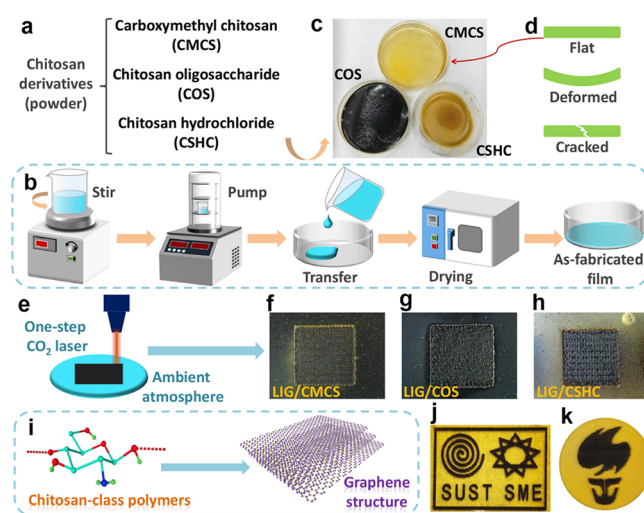 a
Chitosan
derivatives
(powder)
Carboxymethyl chitosan
(CMCS)
Chitosan oligosaccharide
(COS)
Chitosan hydrochloride
(CSHC)
c
CMCS
COS
CSHC
d
Flat
Deformed
Cracked
b
Stir
Pump
Transfer
Drying
As-fabricated
film
e
One-step
CO₂ laser
Ambient
atmosphere
f
LIG/CMCS
g
LIG/COS
h
LIG/CSHC
i
Chitosan-class polymers
Graphene
structure
j
SUST SME
k